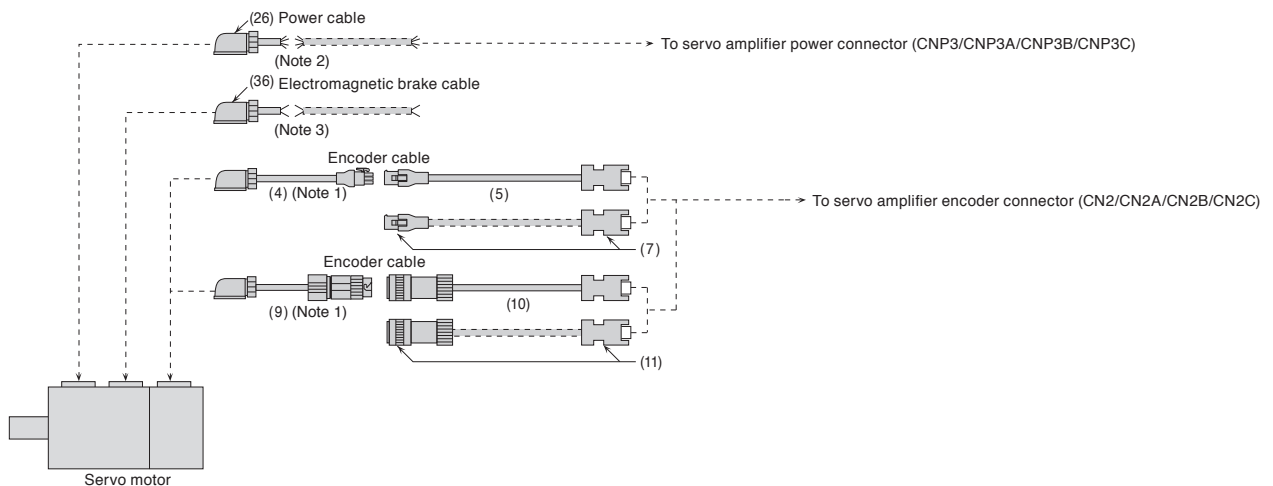 (26) Power cable
To servo amplifier power connector (CNP3/CNP3A/CNP3B/CNP3C)
(Note 2)
(36) Electromagnetic brake cable
(Note 3)
Encoder cable
(4) (Note 1)
(5)
To servo amplifier encoder connector (CN2/CN2A/CN2B/CN2C)
(7)
Encoder cable
(9) (Note 1)
(10)
(11)
Servo motor